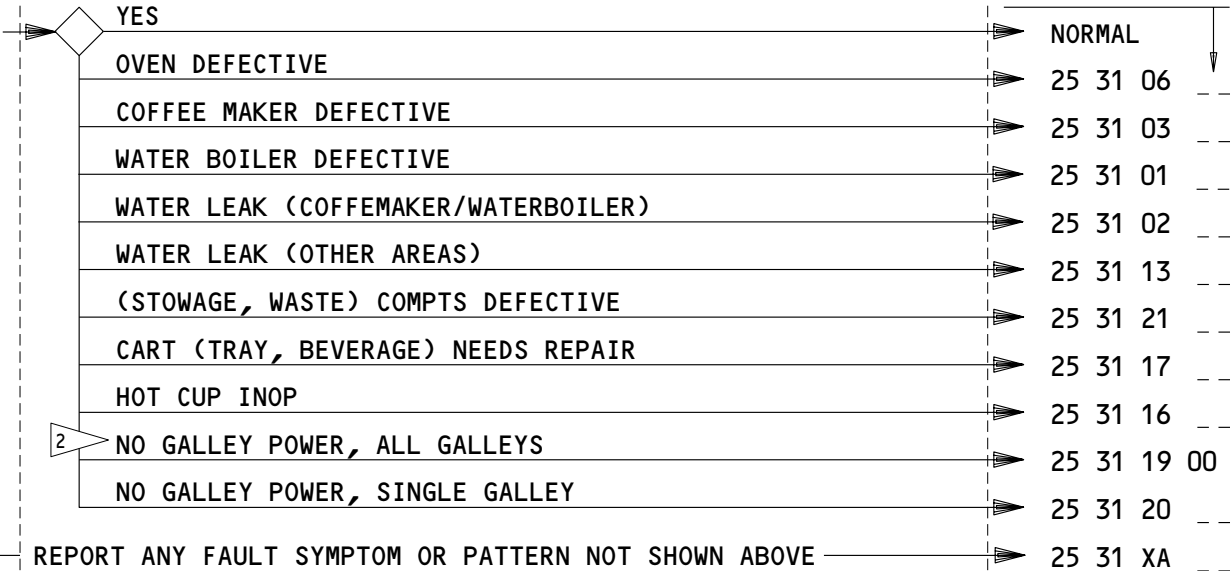 YES NORMAL
OVEN DEFECTIVE 25 31 06 _ _
COFFEE MAKER DEFECTIVE 25 31 03 _ _
WATER BOILER DEFECTIVE 25 31 01 _ _
WATER LEAK (COFFEMAKER/WATERBOILER) 25 31 02 _ _
WATER LEAK (OTHER AREAS) 25 31 13 _ _
(STOWAGE, WASTE) COMPTS DEFECTIVE 25 31 21 _ _
CART (TRAY, BEVERAGE) NEEDS REPAIR 25 31 17 _ _
HOT CUP INOP 25 31 16 _ _
2 NO GALLEY POWER, ALL GALLEYS 25 31 19 00
NO GALLEY POWER, SINGLE GALLEY 25 31 20 _ _
REPORT ANY FAULT SYMPTOM OR PATTERN NOT SHOWN ABOVE 25 31 XA _ _